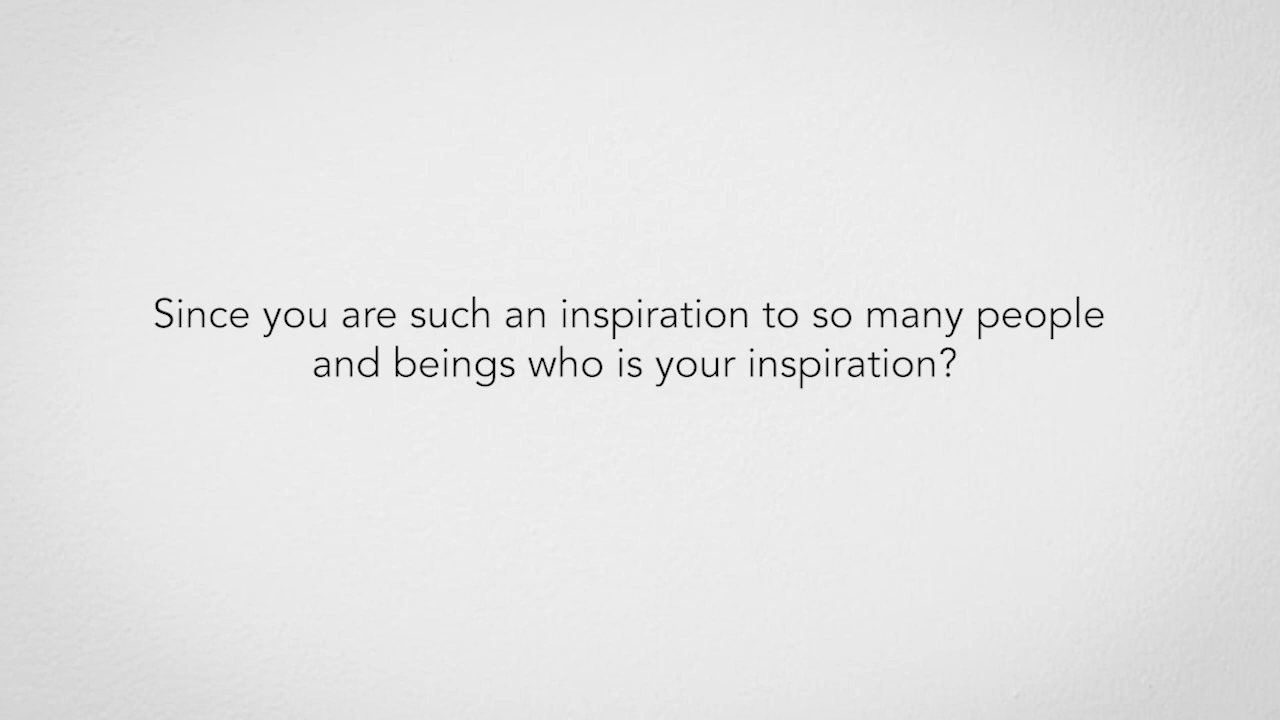 Since you are such an inspiration to so many people
and beings who is your inspiration?